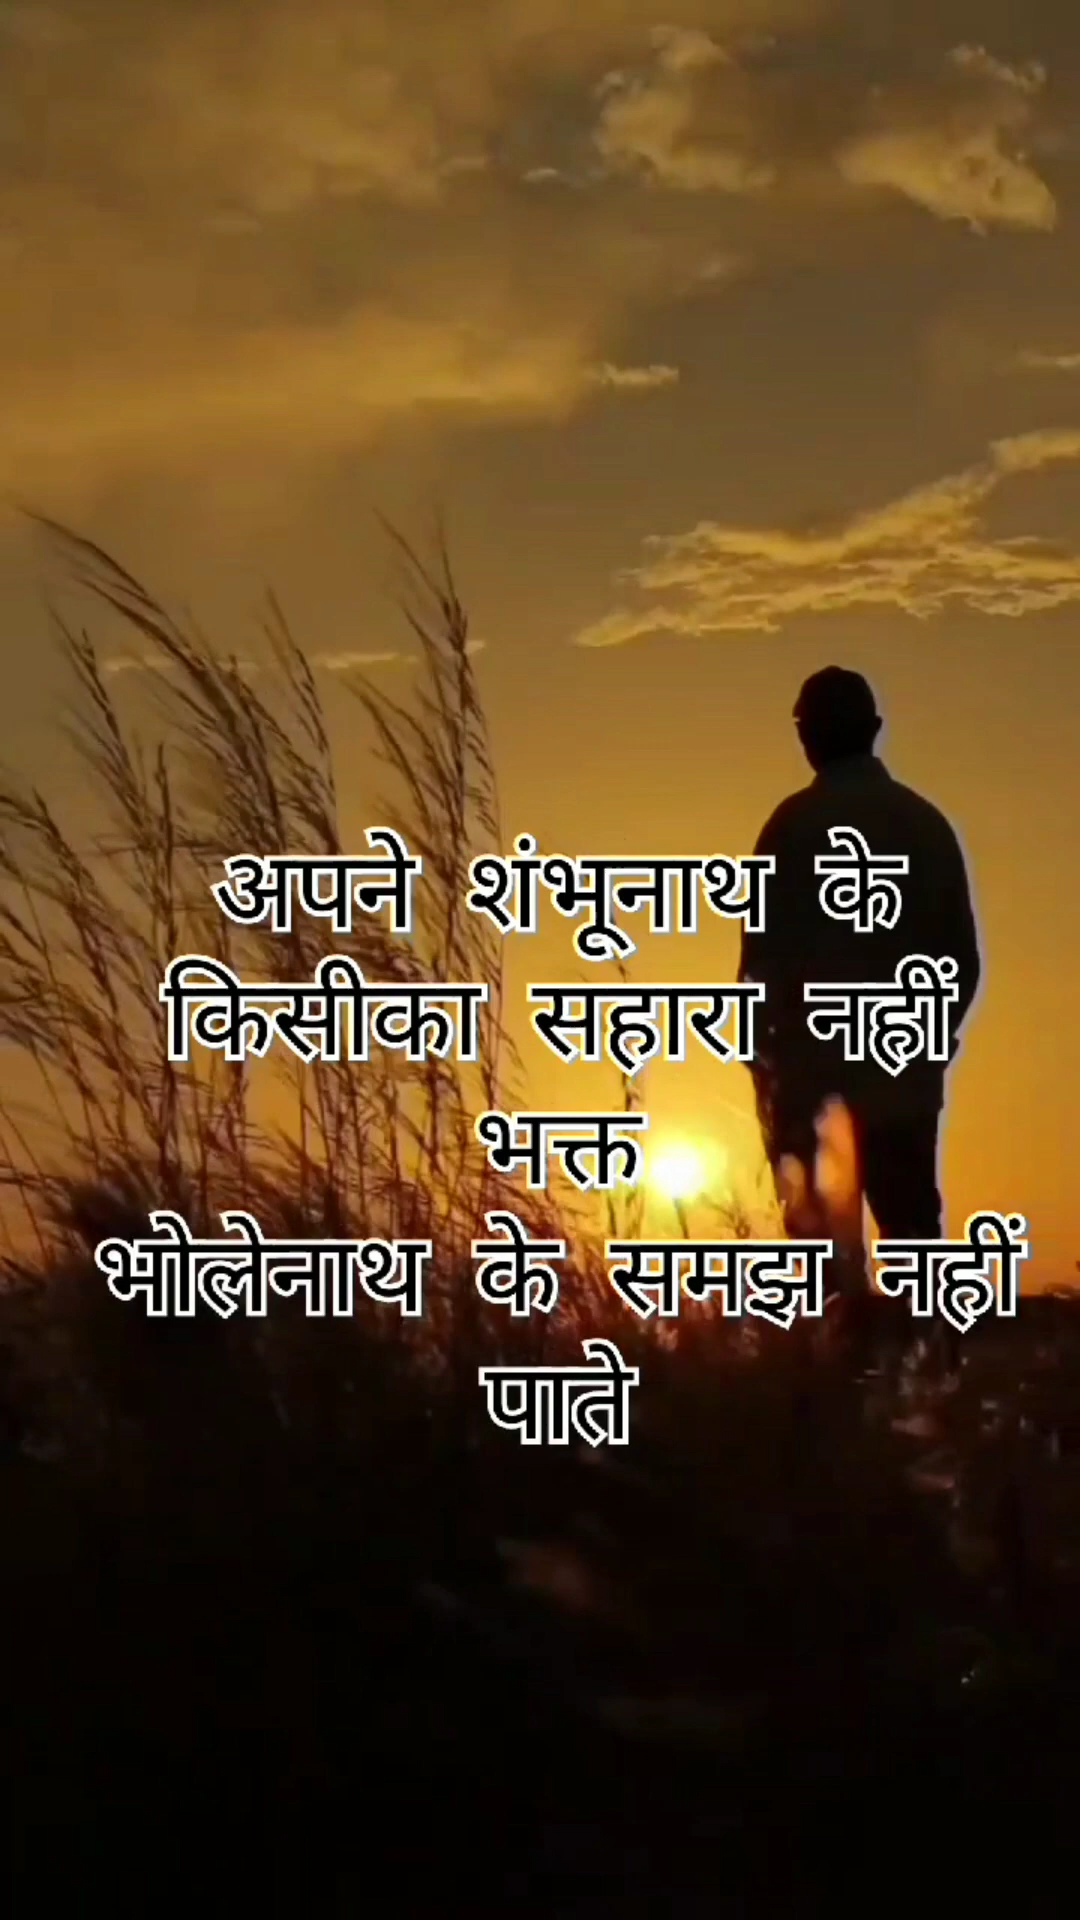 अपने शंभूनाथ के
किसीका सहारा नहीं
भक्त
भोलेनाथ के समझ नहीं
पाते